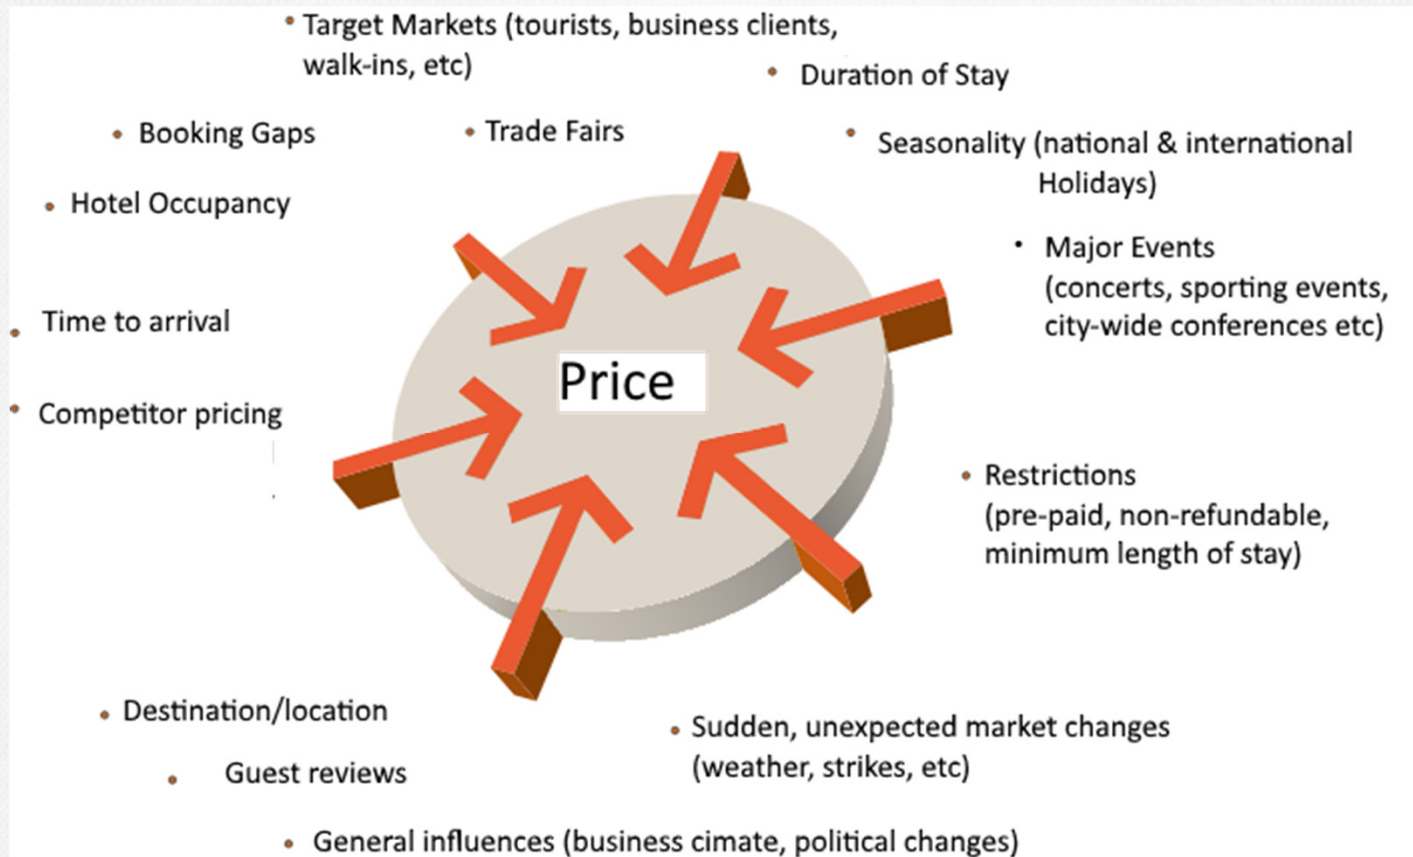 Target Markets (tourists, business clients,
walk-ins, etc)
Duration of Stay
Booking Gaps
Trade Fairs
Seasonality (national & international
Holidays)
Hotel Occupancy
Major Events
(concerts, sporting events,
city-wide conferences etc)
Time to arrival
Price
Competitor pricing
Restrictions
(pre-paid, non-refundable,
minimum length of stay)
Destination/location
Sudden, unexpected market changes
(weather, strikes, etc)
Guest reviews
General influences (business cimate, political changes)